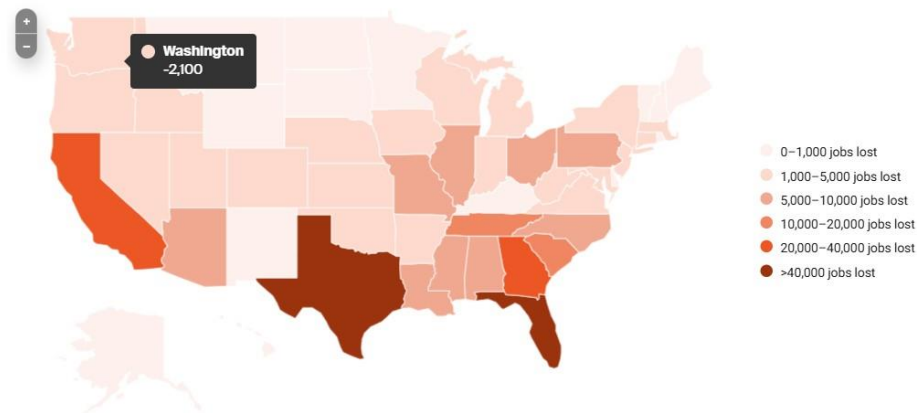 +
−
Washington
-2,100
0–1,000 jobs lost
1,000–5,000 jobs lost
5,000–10,000 jobs lost
10,000–20,000 jobs lost
20,000–40,000 jobs lost
>40,000 jobs lost